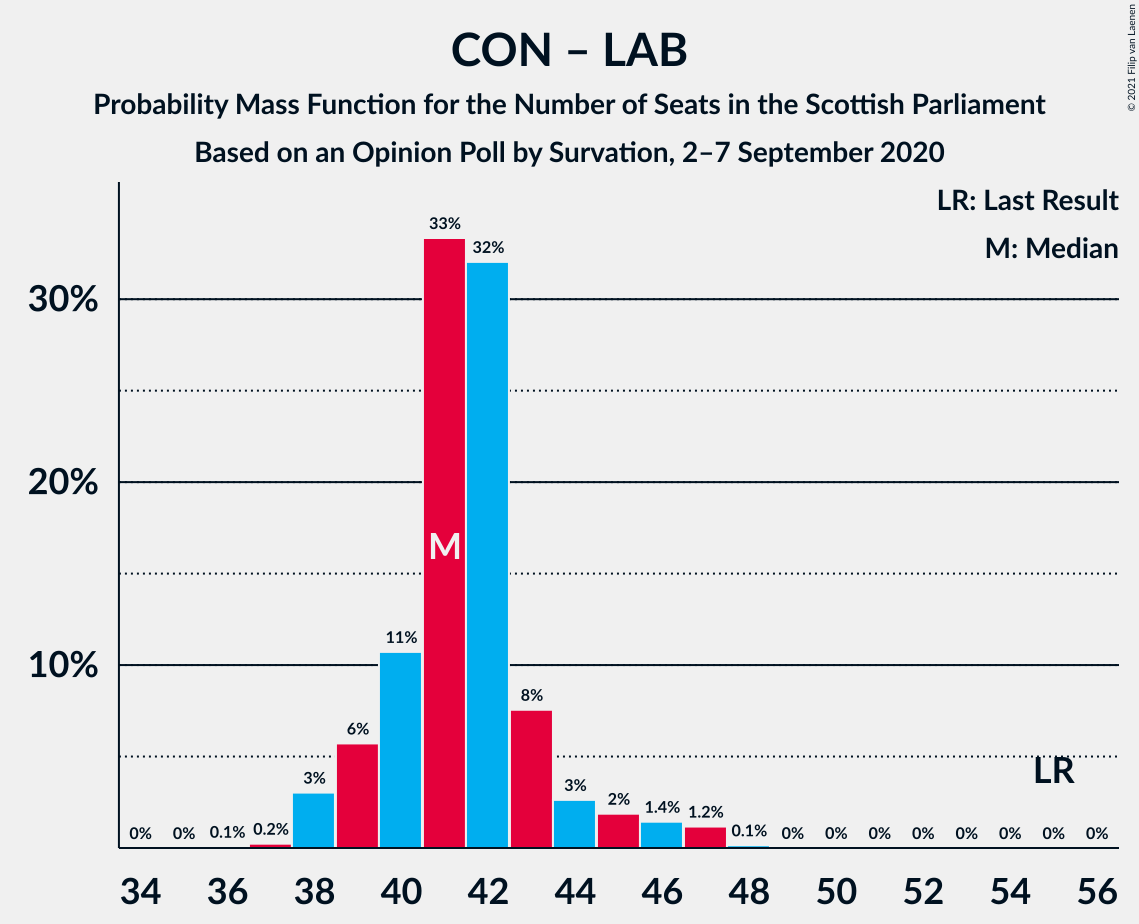 CON – LAB
Probability Mass Function for the Number of Seats in the Scottish Parliament
Based on an Opinion Poll by Survation, 2–7 September 2020
© 2021 Filip van Laenen
LR: Last Result
M: Median
30%
20%
10%
0% 0% 0.1% 0.2% 3% 6% 11% 33% 32% 8% 3% 2% 1.4% 1.2% 0.1% 0% 0% 0% 0% 0% 0% 0% 0%
M
LR
34 36 38 40 42 44 46 48 50 52 54 56